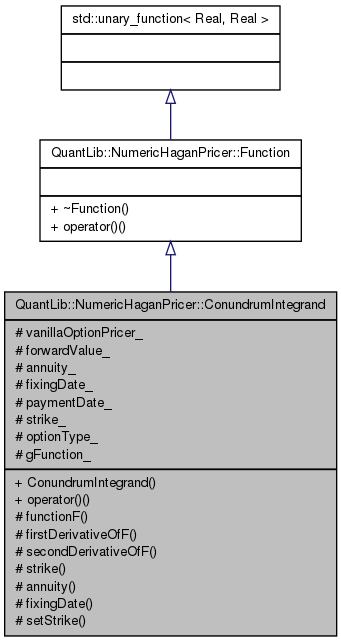 std::unary_function< Real, Real >
QuantLib::NumericHaganPricer::Function
+ ~Function()
+ operator()()
QuantLib::NumericHaganPricer::ConundrumIntegrand
# vanillaOptionPricer_
# forwardValue_
# annuity_
# fixingDate_
# paymentDate_
# strike_
# optionType_
# gFunction_
+ ConundrumIntegrand()
+ operator()()
# functionF()
# firstDerivativeOfF()
# secondDerivativeOfF()
# strike()
# annuity()
# fixingDate()
# setStrike()